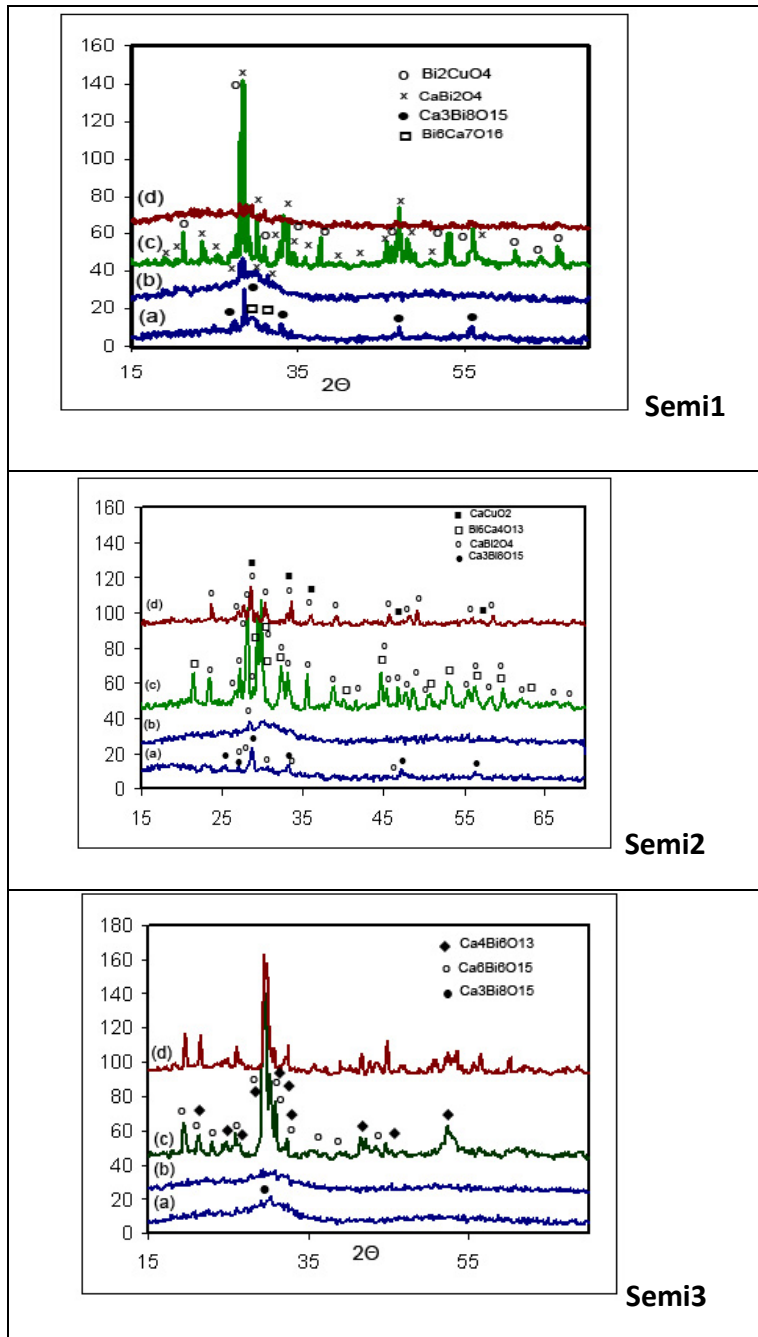 160
140
120
100
80
60
40
20
0
15
35
55
2Θ
Bi2CuO4
CaBi2O4
Ca3Bi8O15
Bi6Ca7O16
(d)
(c)
(b)
(a)
Semi1
160
140
120
100
80
60
40
20
0
15
25
35
45
55
65
CaCuO2
Bi6Ca4O13
CaBi2O4
Ca3Bi8O15
(d)
(c)
(b)
(a)
Semi2
180
160
140
120
100
80
60
40
20
0
15
35
55
2Θ
Ca4Bi6O13
Ca6Bi6O15
Ca3Bi8O15
(d)
(c)
(b)
(a)
Semi3